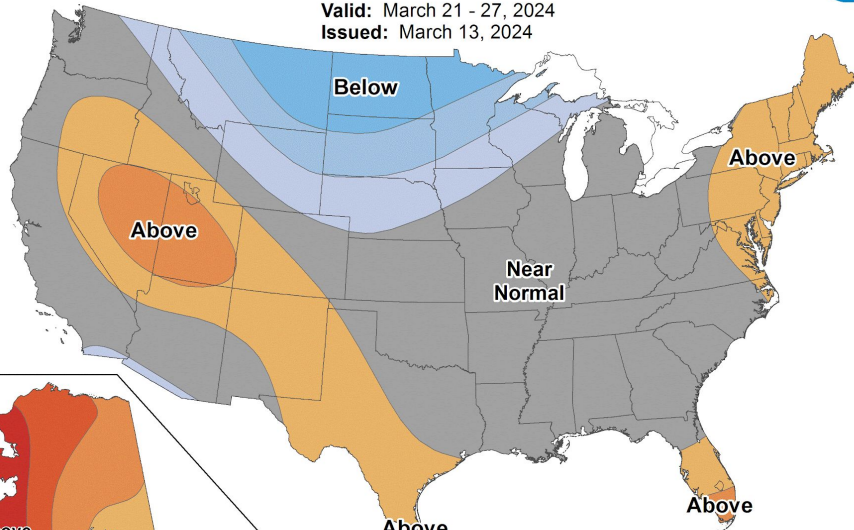 Valid: March 21 - 27, 2024
Issued: March 13, 2024
Below
Above
Above
Near
Normal
Above
Above